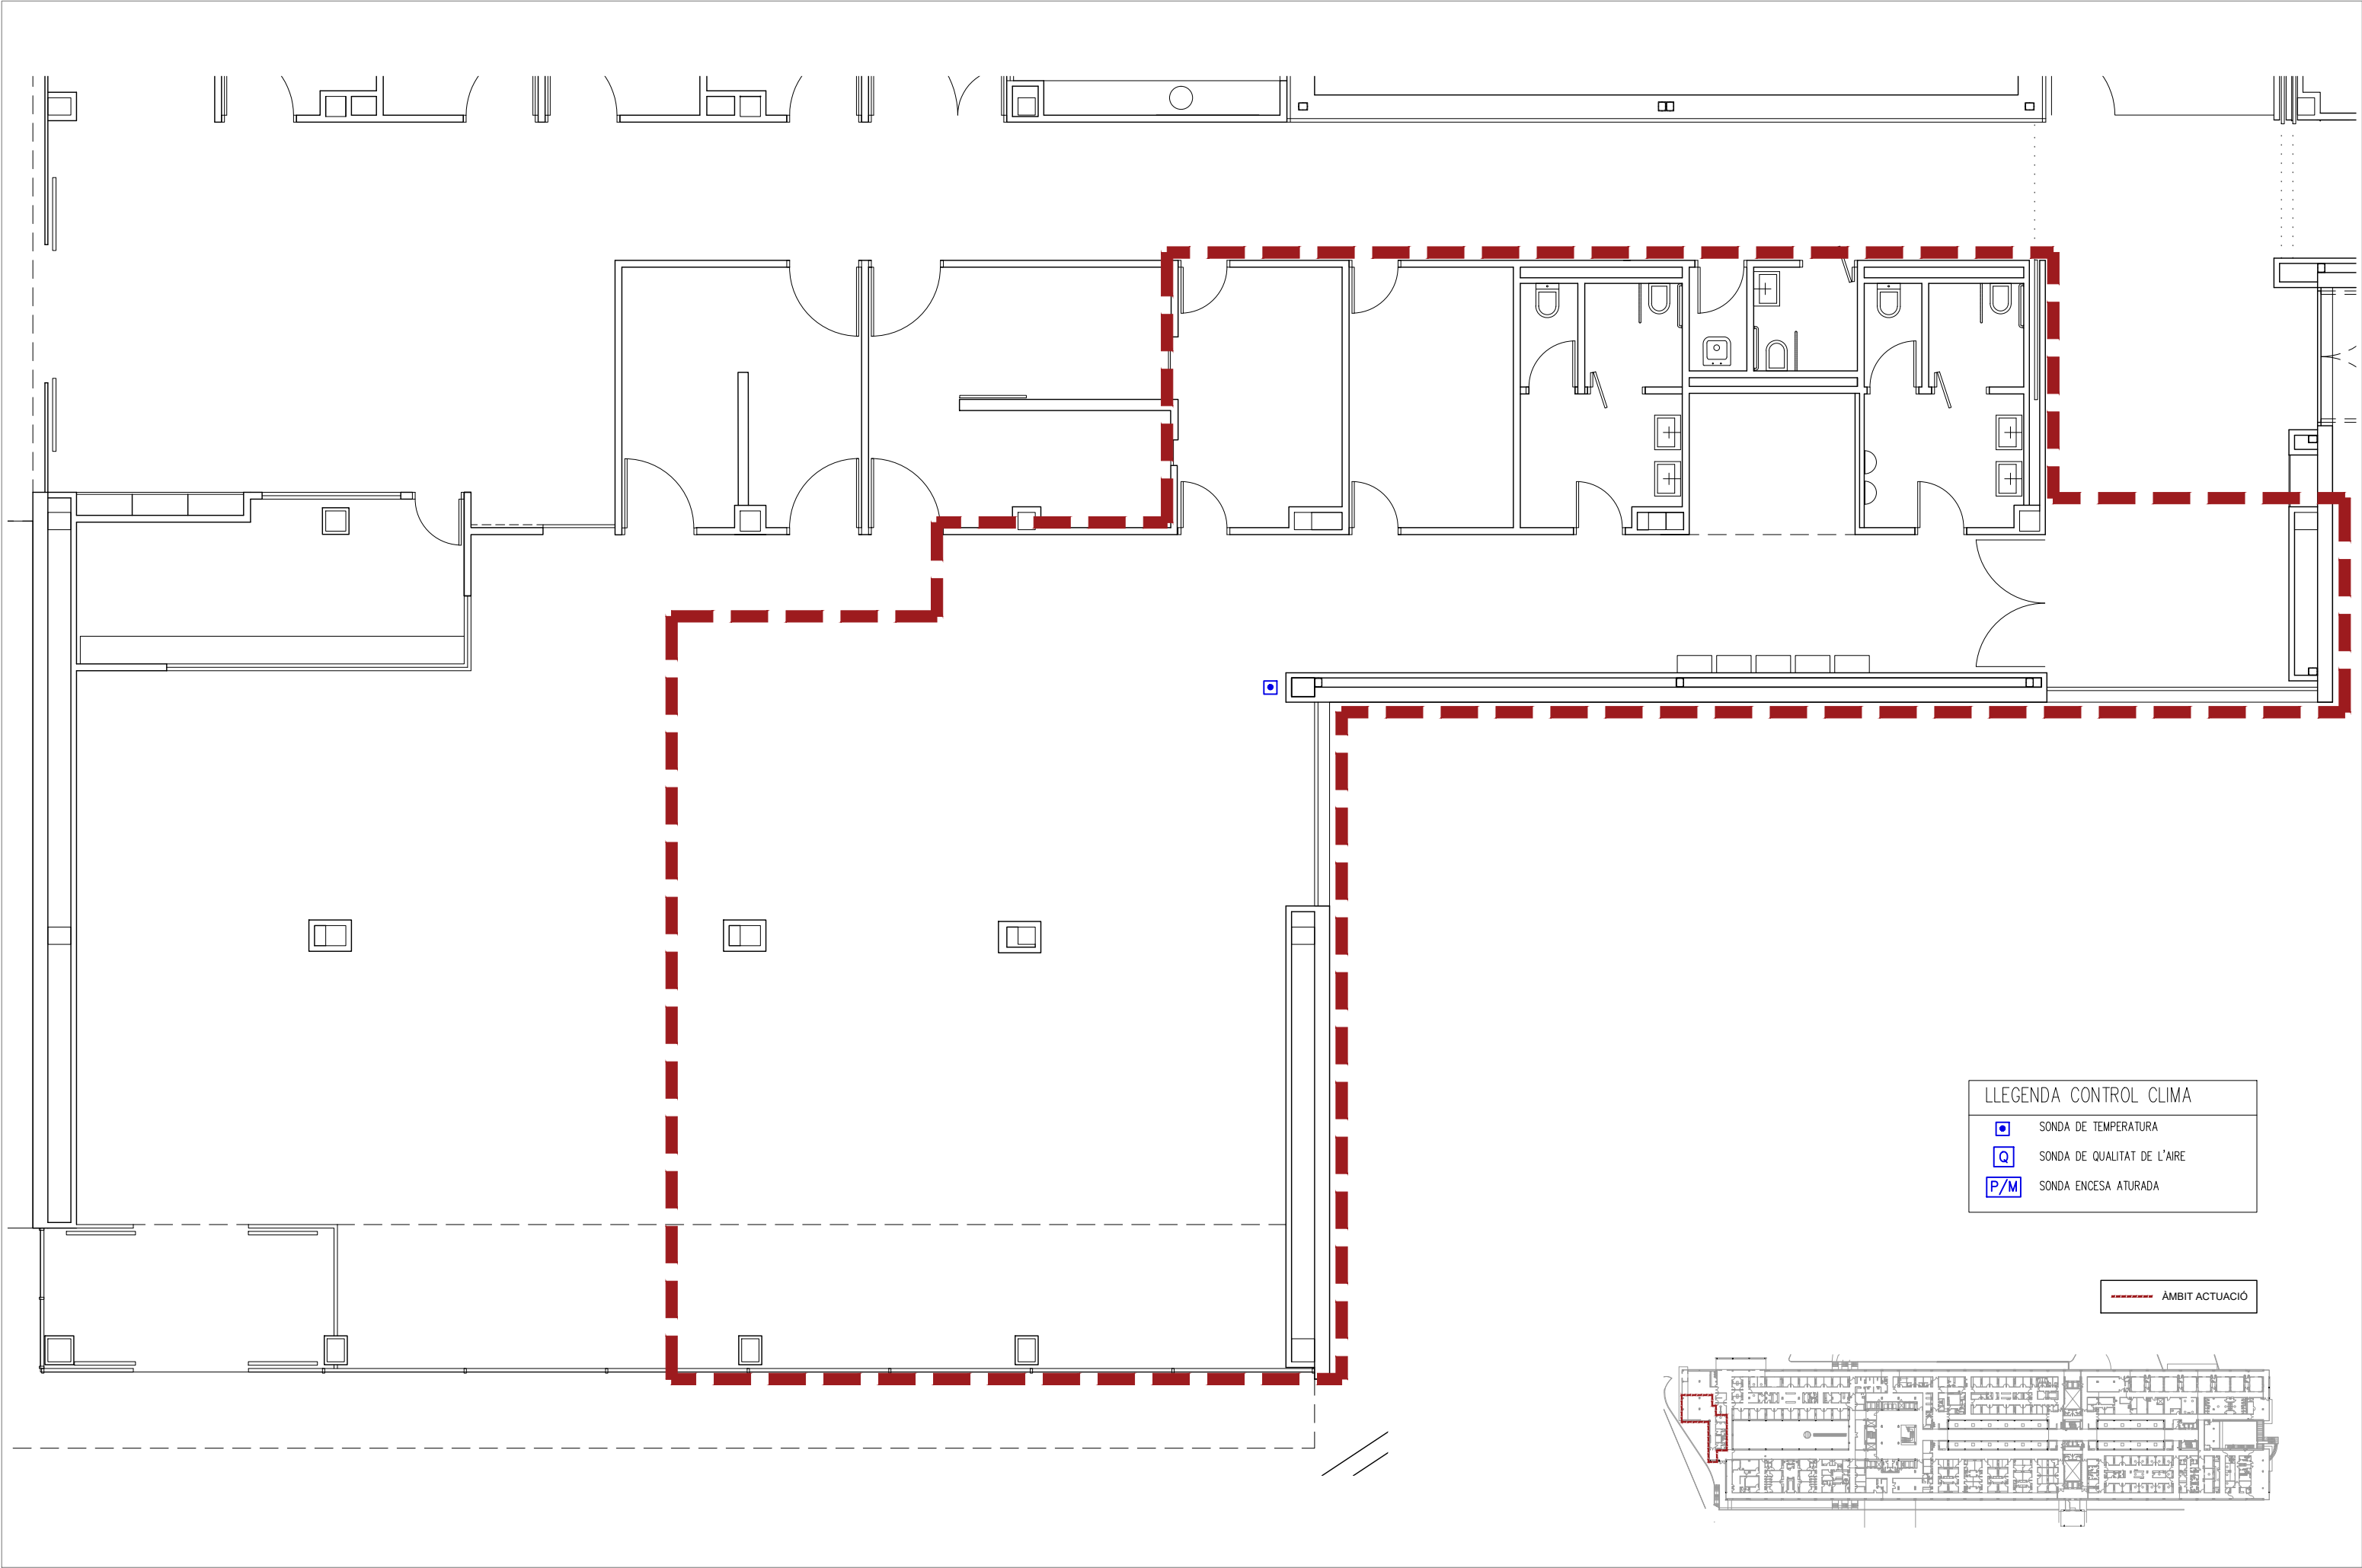 LLEGENDA CONTROL CLIMA
SONDA DE TEMPERATURA
Q SONDA DE QUALITAT DE L'AIRE
P/M SONDA ENCESA ATURADA
ÀMBIT ACTUACIÓ